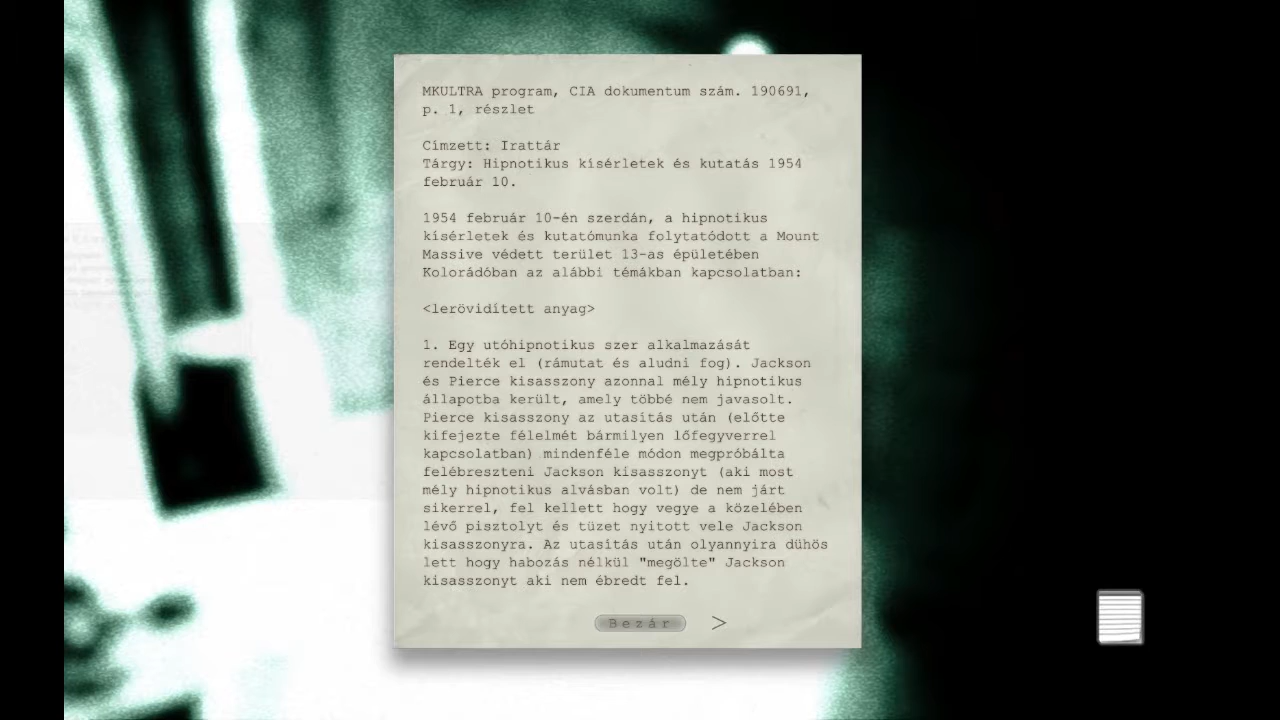 MKULTRA program, CIA dokumentum szám. 190691,
p. 1, részlet
Címzett: Irattár
Tárgy: Hipnotikus kísérletek és kutatás 1954
február 10.
1954 február 10-én szerdán, a hipnotikus
kísérletek és kutatómunka folytatódott a Mount
Massive védett terület 13-as épületében
Kolorádóban az alábbi témákban kapcsolatban:
<lerövidített anyag>
1. Egy utóhipnotikus szer alkalmazását
rendelték el (rámutat és aludni fog). Jackson
és Pierce kisasszony azonnal mély hipnotikus
állapotba került, amely többé nem javasolt.
Pierce kisasszony az utasítás után (előtte
kifejezte félelmét bármilyen lőfegyverrel
kapcsolatban) mindenféle módon megpróbálta
felébreszteni Jackson kisasszonyt (aki most
mély hipnotikus alvásban volt) de nem járt
sikerrel, fel kellett hogy vegye a közelében
lévő pisztolyt és tüzet nyitott vele Jackson
kisasszonyra. Az utasítás után olyannyira dühös
lett hogy habozás nélkül "megölte" Jackson
kisasszonyt aki nem ébredt fel.
Bezár >